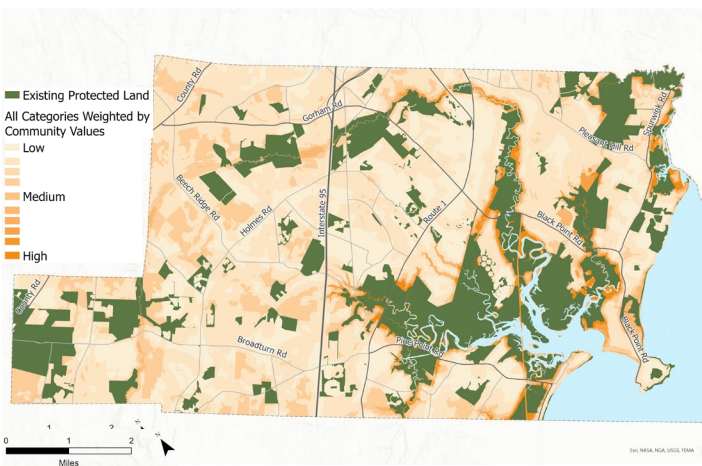 Existing Protected Land
All Categories Weighted by
Community Values
Low
Medium
High
County Rd
Gorham Rd
Spurwink Rd
Pleasant Hill Rd
Beech Ridge Rd
Holmes Rd
Interstate 95
Route 1
Black Point Rd
County Rd
Broadturn Rd
Pine Point Rd
Black Point Rd
0 1 2
Miles
Esri, NASA, NGA, USGS, FEMA